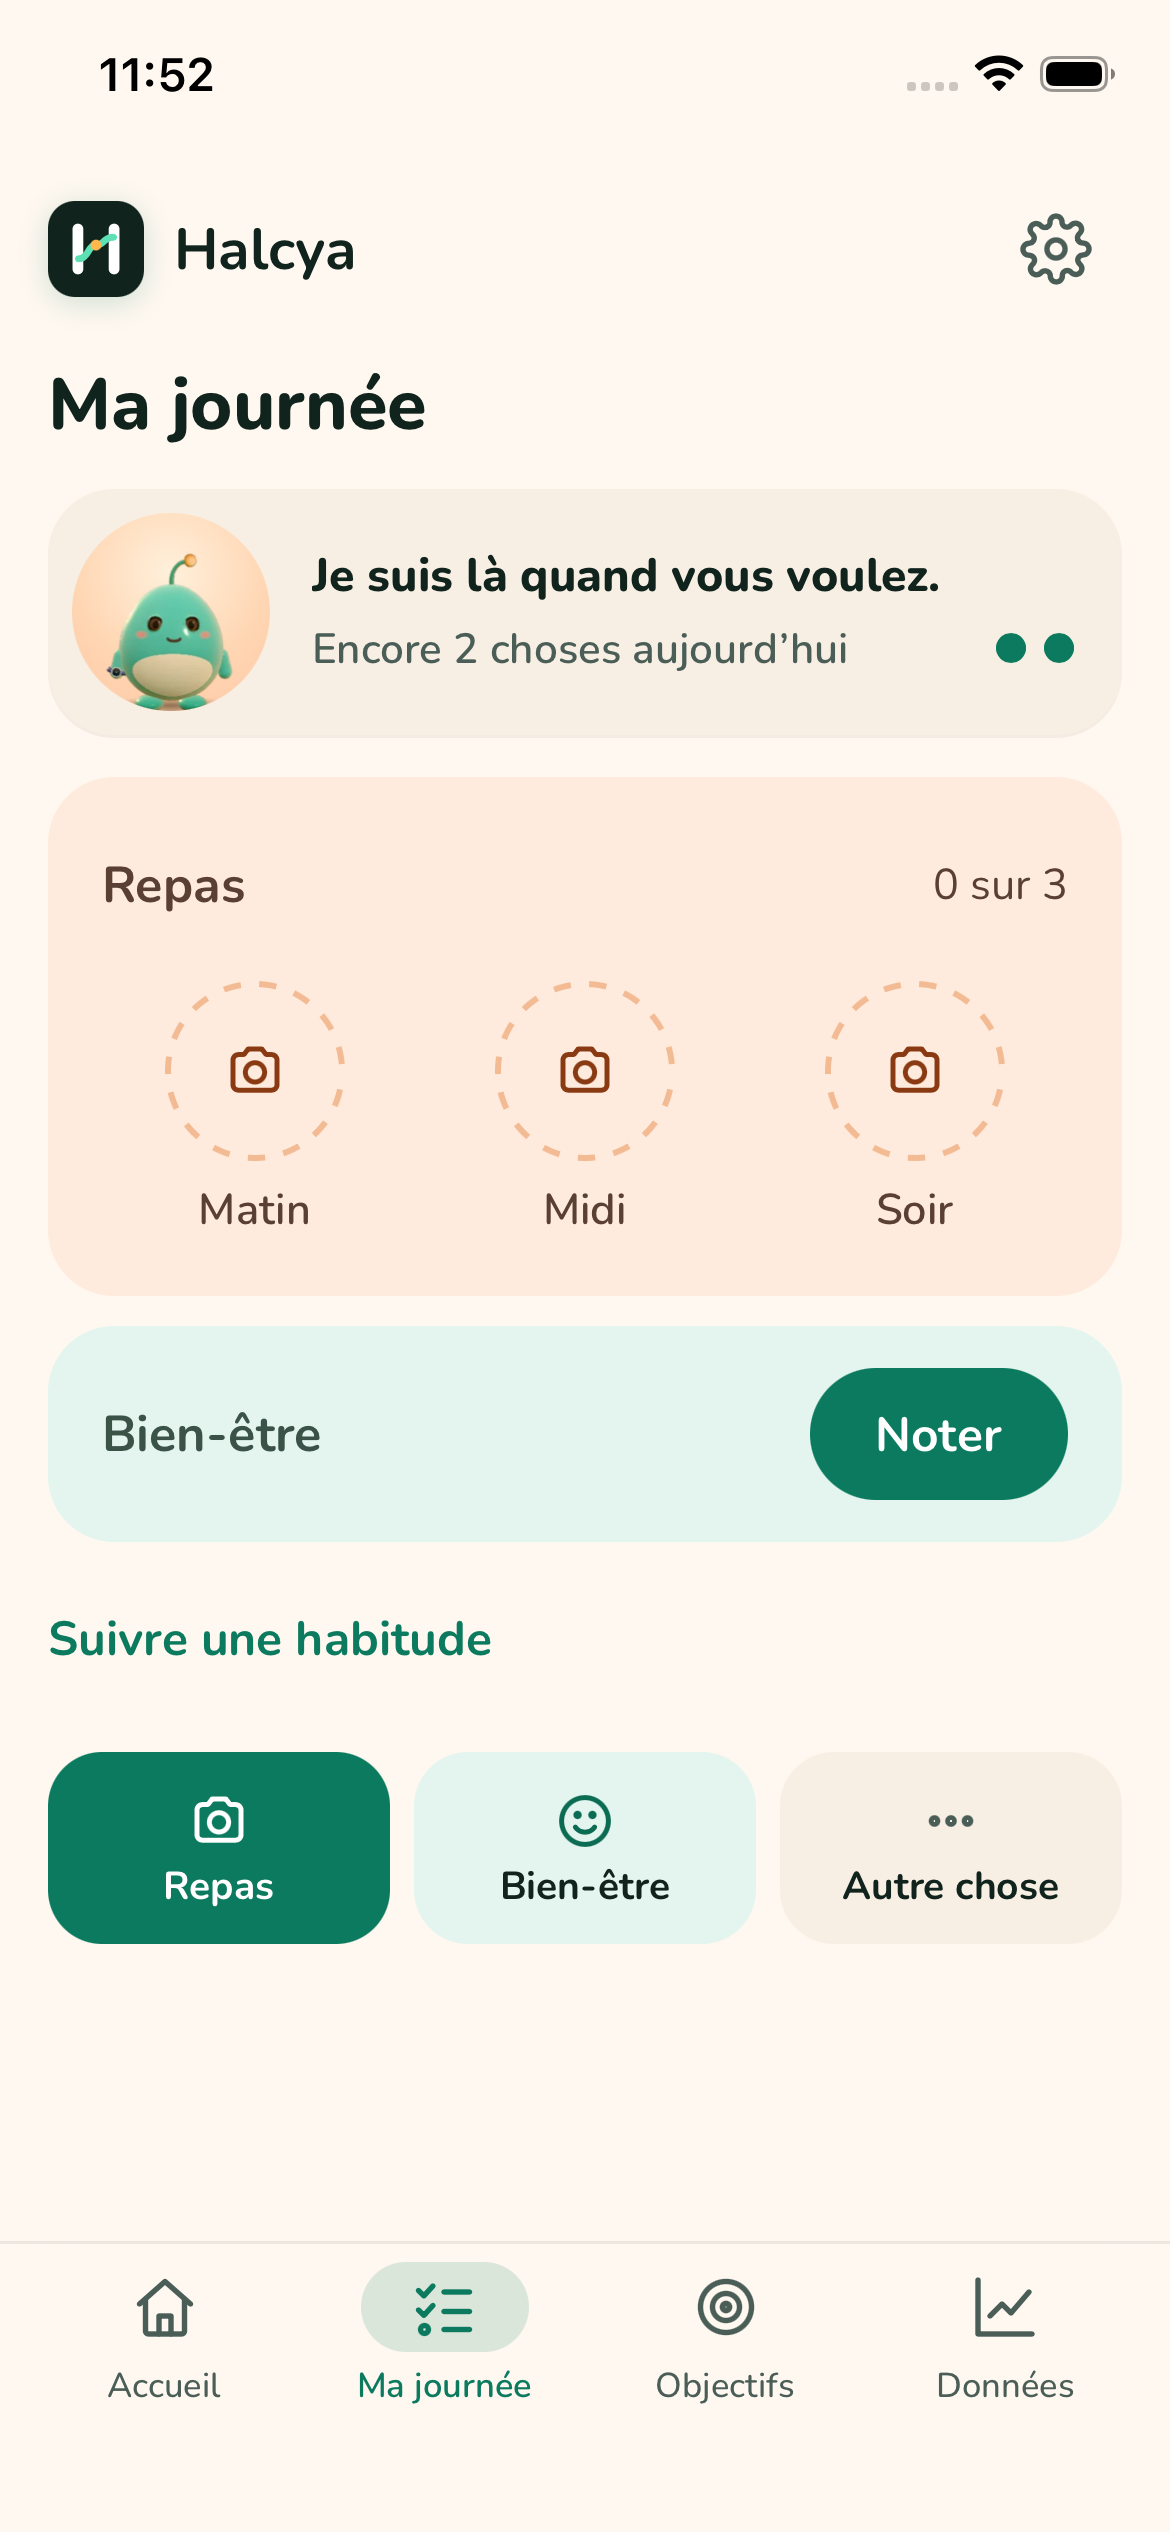 11:52
Halcya
Ma journée
Je suis là quand vous voulez.
Encore 2 choses aujourd’hui
Repas
0 sur 3
Matin
Midi
Soir
Bien-être
Noter
Suivre une habitude
Repas
Bien-être
Autre chose
Accueil
Ma journée
Objectifs
Données